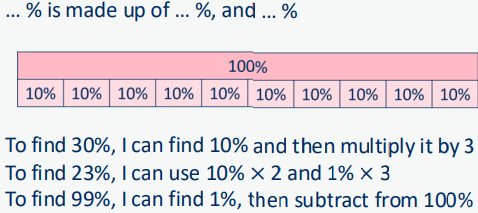 ... % is made up of ... %, and ... %
100%
10% 10% 10% 10% 10% 10% 10% 10% 10% 10%
To find 30%, I can find 10% and then multiply it by 3
To find 23%, I can use 10% × 2 and 1% × 3
To find 99%, I can find 1%, then subtract from 100%